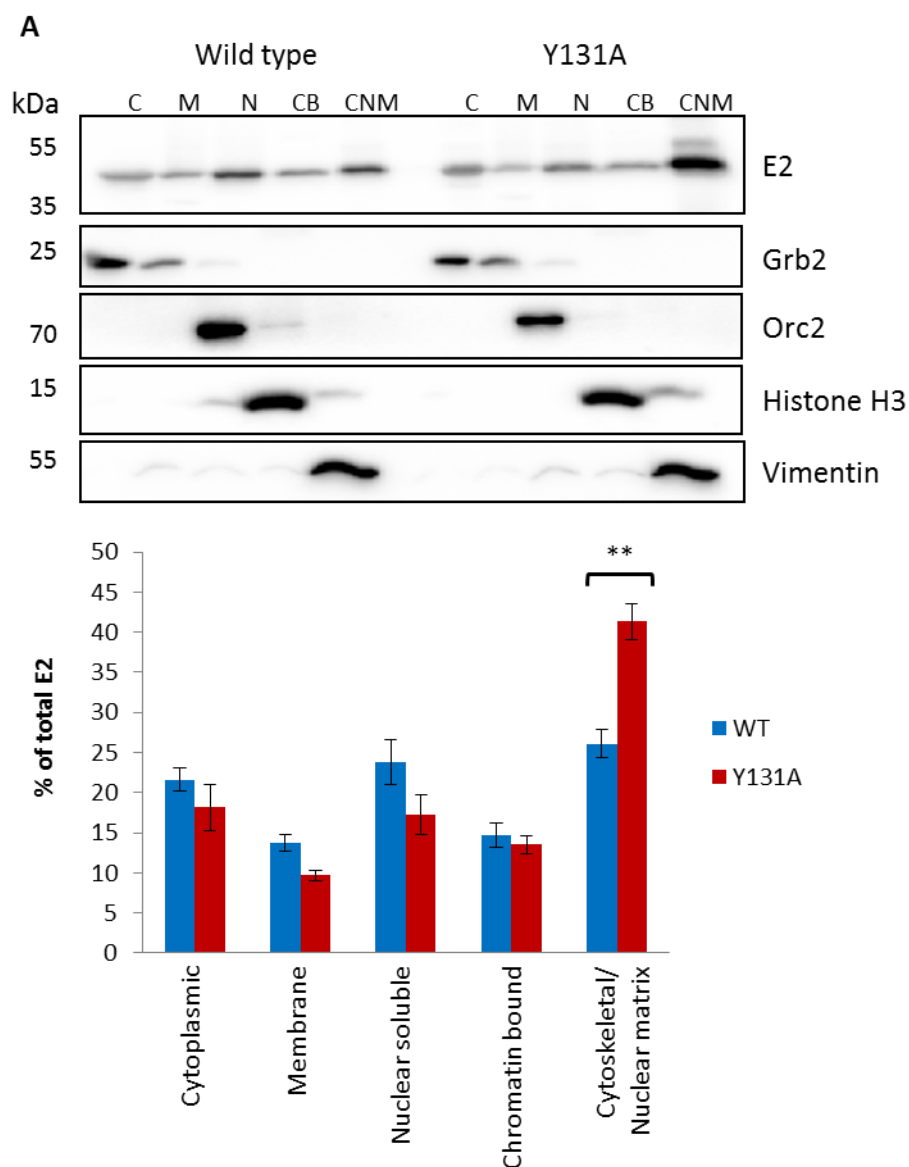 A
Wild type Y131A
kDa C M N CB CNM C M N CB CNM
55
35
E2
25
Grb2
70
Orc2
15
Histone H3
55
Vimentin
50
45
40
35
30
25
20
15
10
5
0
% of total E2
**
WT
Y131A
Cytoplasmic
Membrane
Nuclear soluble
Chromatin bound
Cytoskeletal/
Nuclear matrix